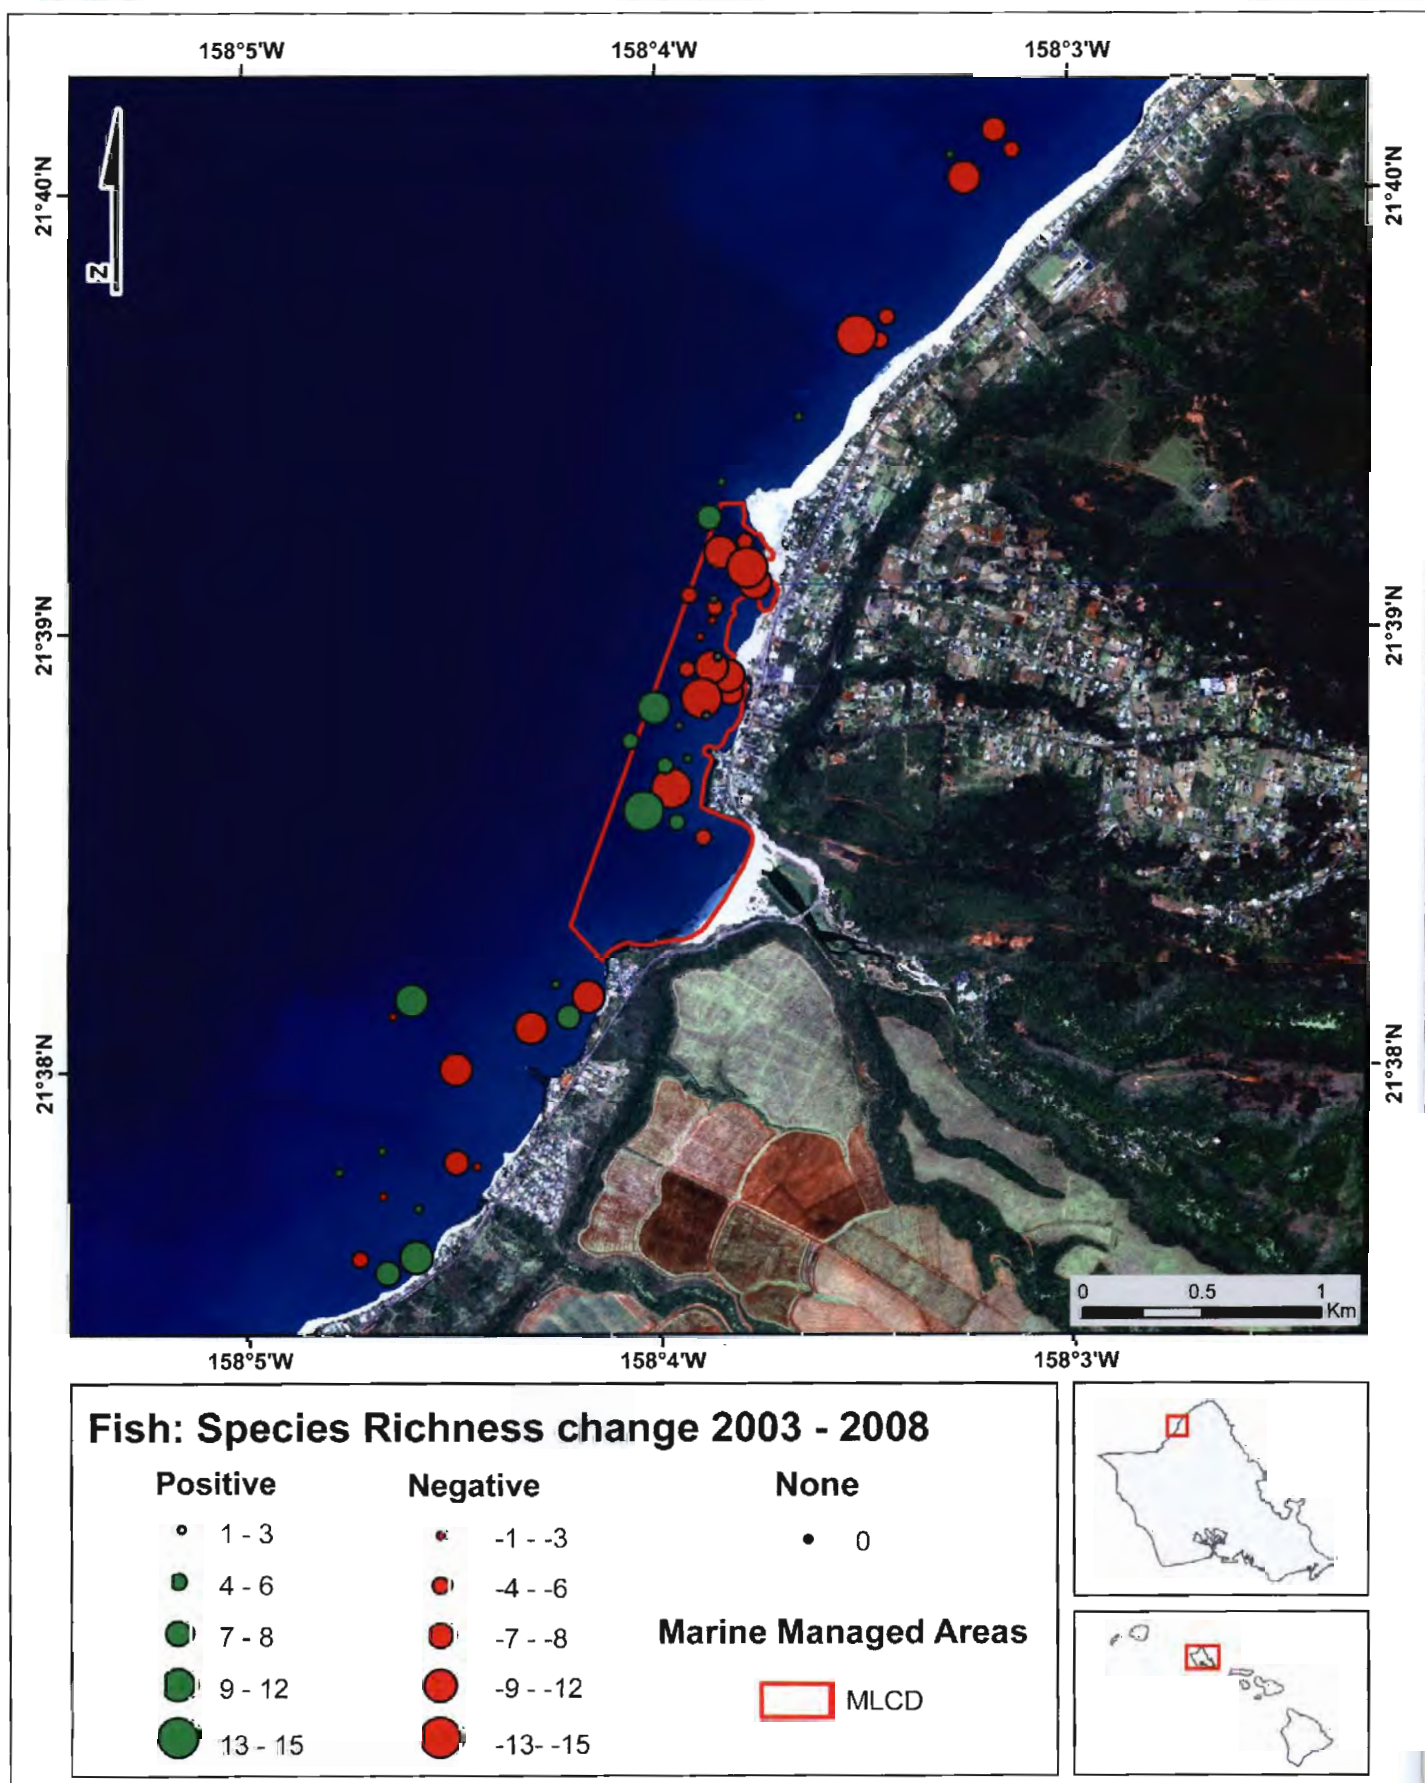 158°5'W 158°4'W 158°3'W
21°40'N 21°40'N
N
21°39'N 21°39'N
21°38'N 21°38'N
0 0.5 1
Km
158°5'W 158°4'W 158°3'W
Fish: Species Richness change 2003 - 2008
Positive Negative None
1 - 3 -1 - -3 0
4 - 6 -4 - -6
7 - 8 -7 - -8
Marine Managed Areas
9 - 12 -9 - -12
MLCD
13 - 15 -13- -15